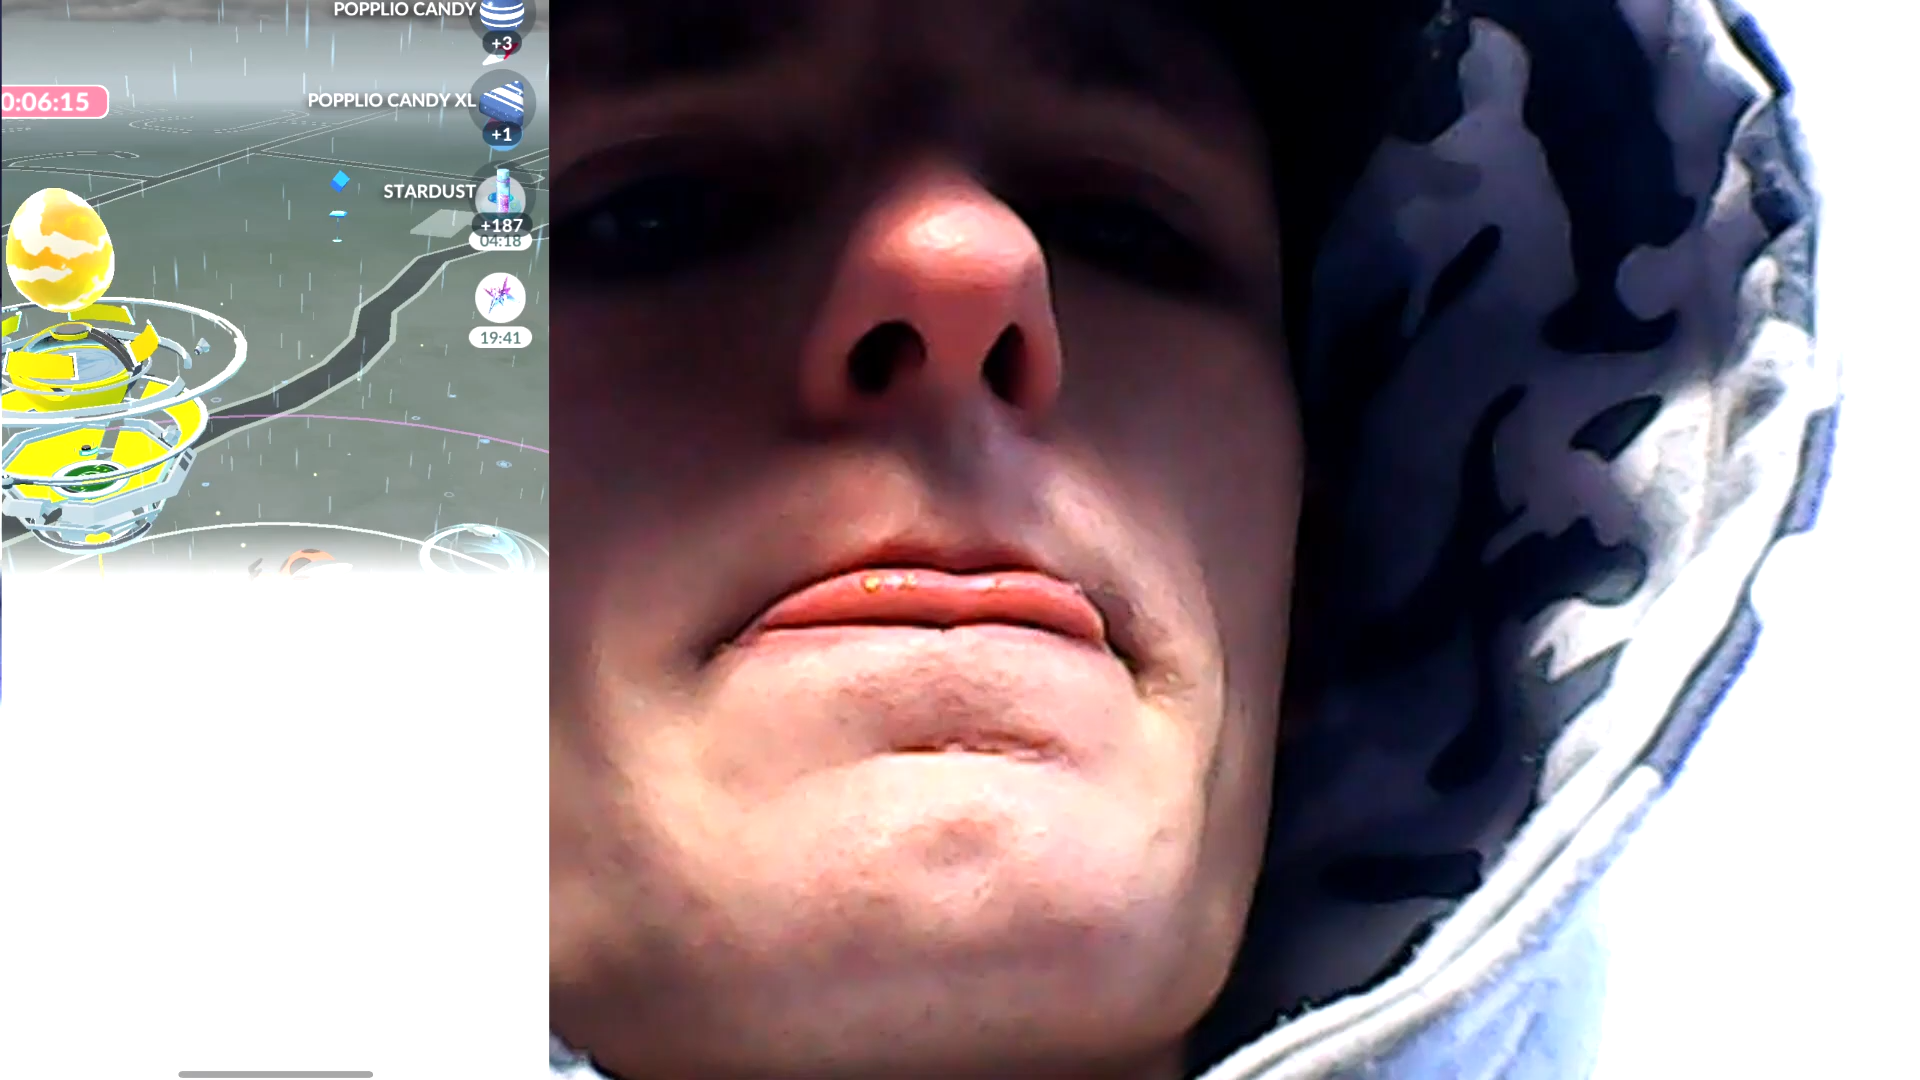 POPPLIO CANDY
+3
0:06:15
POPPLIO CANDY XL
+1
STARDUST
+187
04:18
19:41